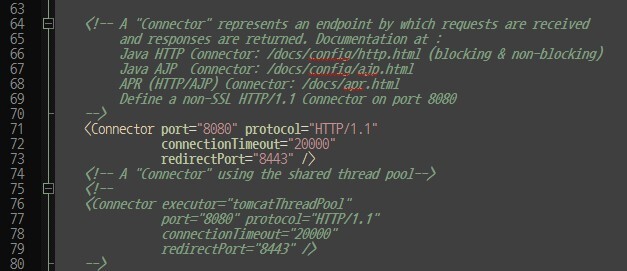 63
64 <!-- A "Connector" represents an endpoint by which requests are received
65 and responses are returned. Documentation at :
66 Java HTTP Connector: /docs/config/http.html (blocking & non-blocking)
67 Java AJP  Connector: /docs/config/ajp.html
68 APR (HTTP/AJP) Connector: /docs/apr.html
69 Define a non-SSL HTTP/1.1 Connector on port 8080
70 -->
71 <Connector port="8080" protocol="HTTP/1.1"
72 connectionTimeout="20000"
73 redirectPort="8443" />
74 <!-- A "Connector" using the shared thread pool-->
75 <!--
76 <Connector executor="tomcatThreadPool"
77 port="8080" protocol="HTTP/1.1"
78 connectionTimeout="20000"
79 redirectPort="8443" />
80 -->